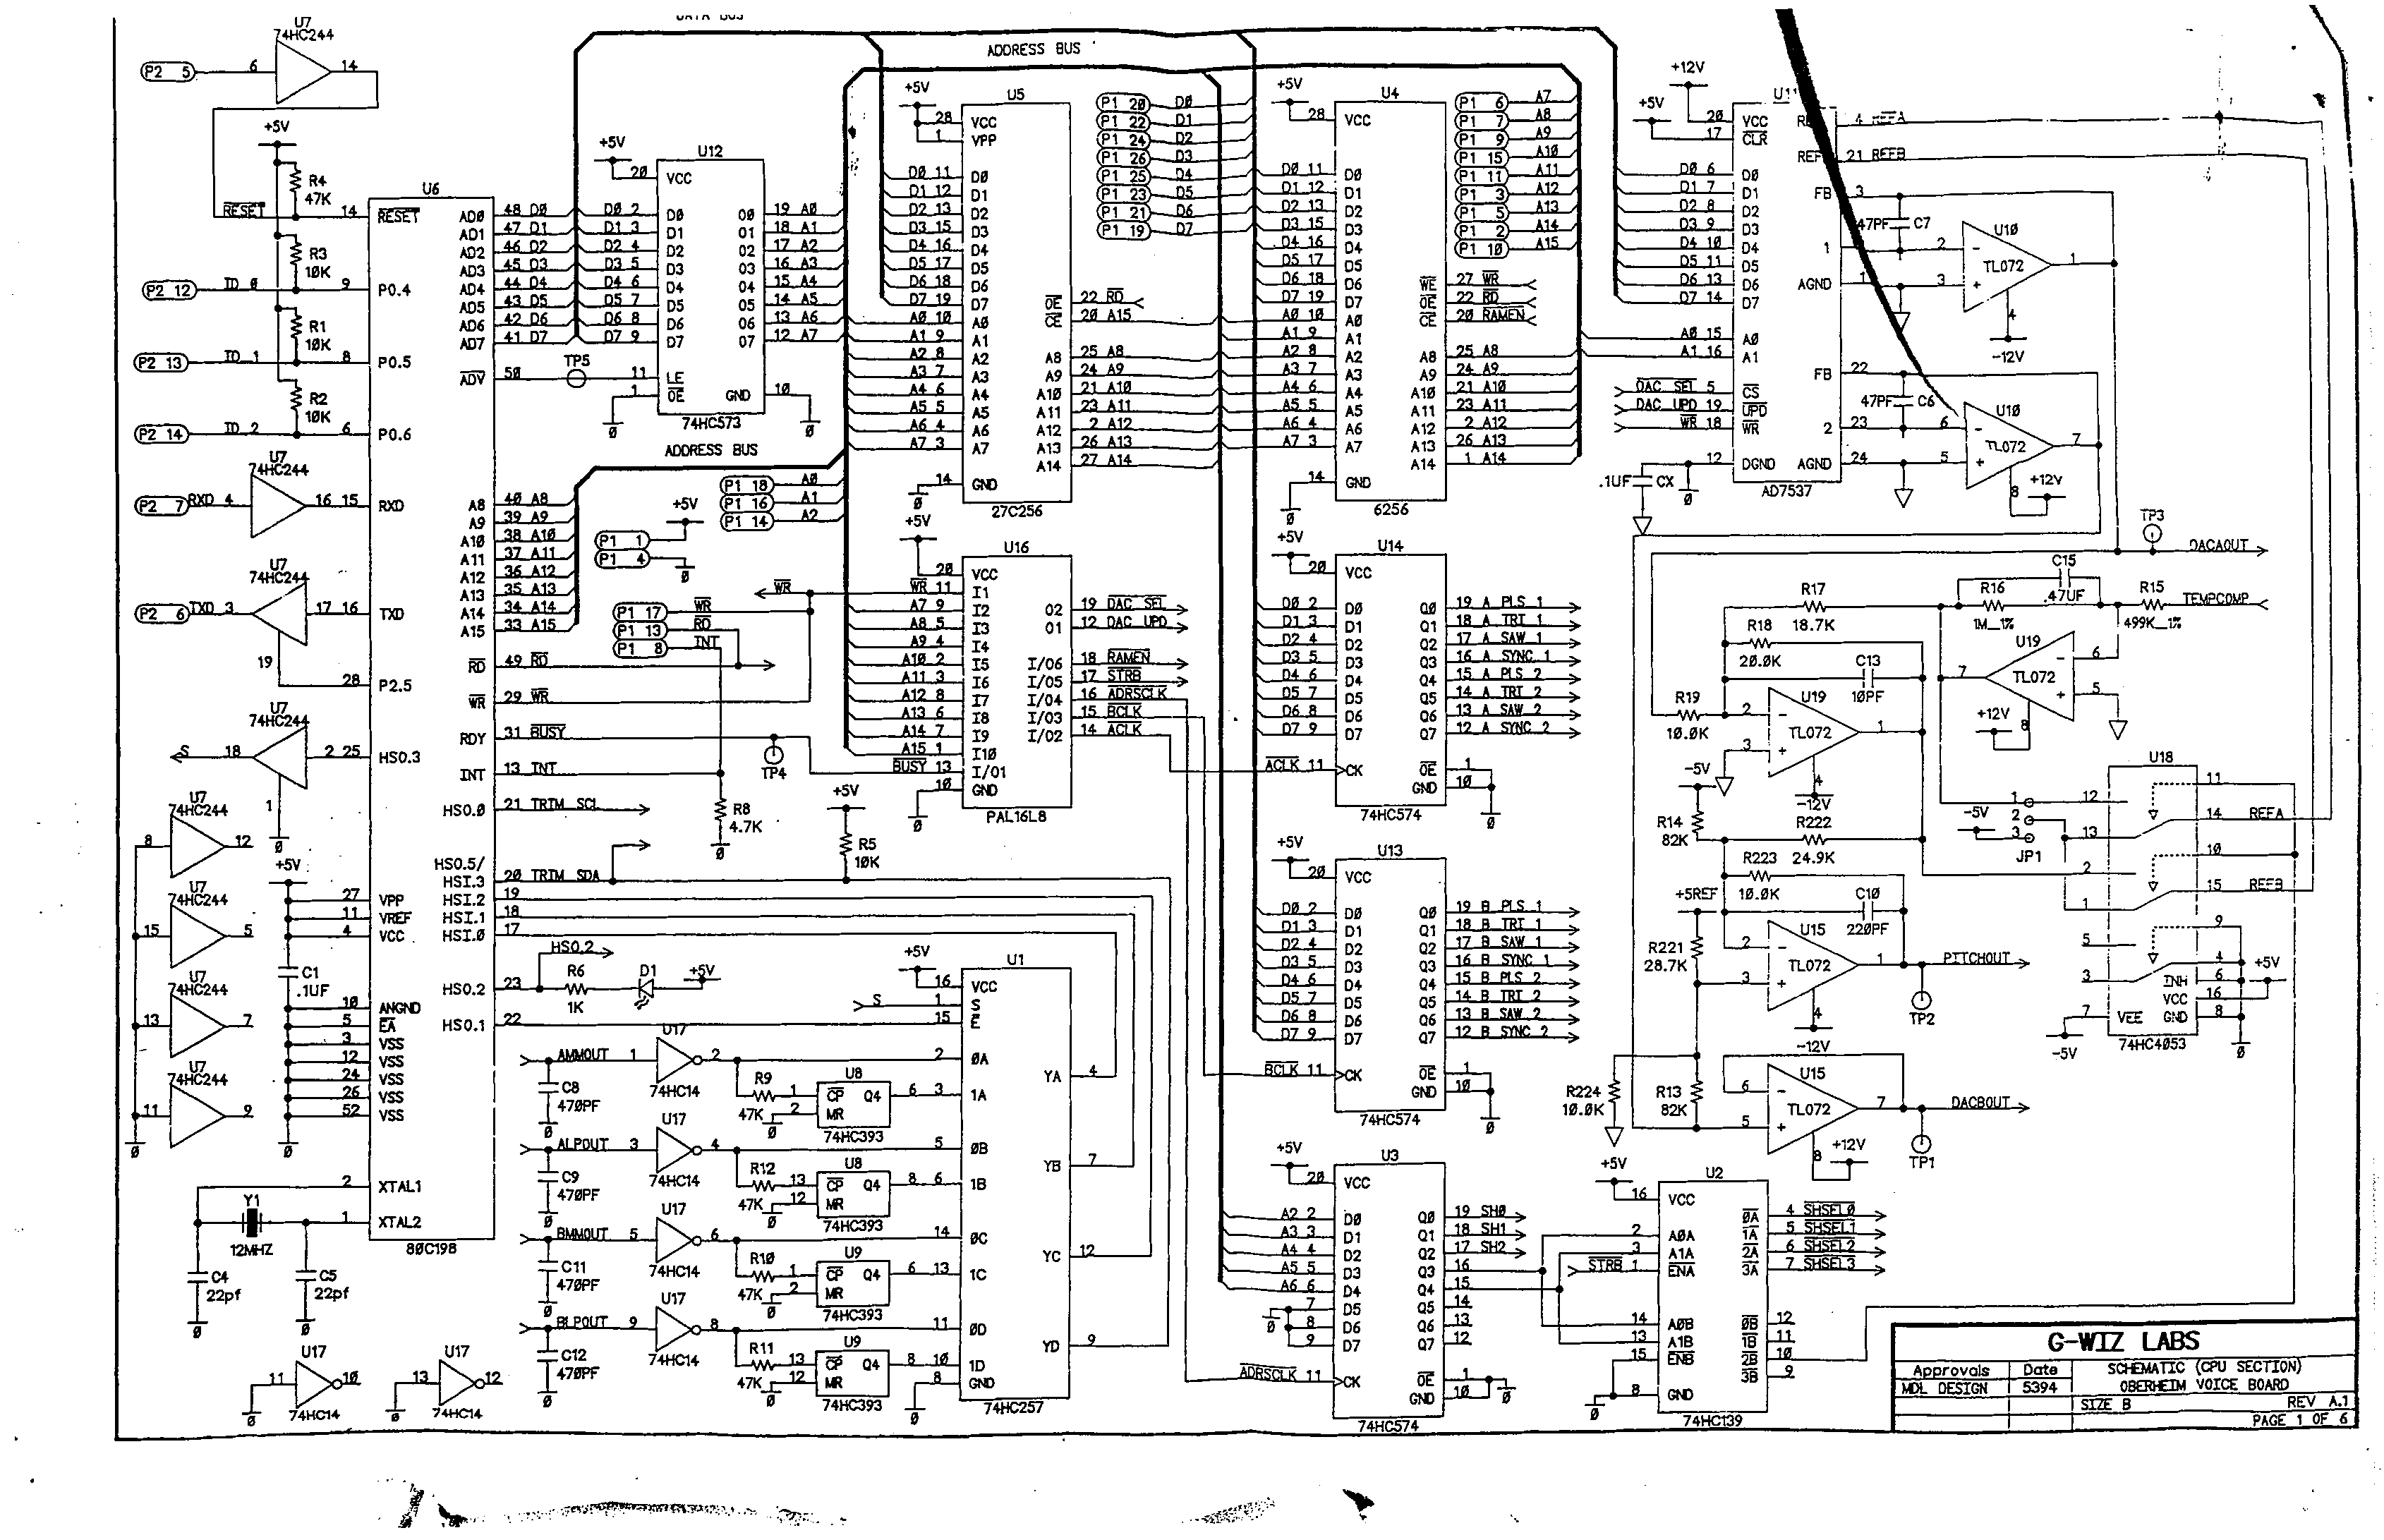 DATA BUS
ADDRESS BUS
U7
74HC244
P2 5
6
14
+5V
R4
47K
RESET
R3
10K
P2 12
ID 0
R1
10K
P2 13
ID 1
R2
10K
P2 14
ID 2
U7
74HC244
P2 7
RXD 4
16 15
U7
74HC244
P2 6
TXD 3
17 16
19
28
U7
74HC244
S
18
2 25
1
U7
74HC244
8
12
U7
74HC244
15
5
U7
74HC244
13
7
U7
74HC244
11
9
+5V
C1
.1UF
Y1
12MHZ
C4
22pf
C5
22pf
U17
11
10
74HC14
U17
13
12
74HC14
U6
14 RESET
9 P0.4
8 P0.5
6 P0.6
RXD
TXD
P2.5
HS0.3
27 VPP
11 VREF
4 VCC
10 ANGND
5 EA
3 VSS
12 VSS
24 VSS
26 VSS
52 VSS
2 XTAL1
1 XTAL2
AD0 48 D0
AD1 47 D1
AD2 46 D2
AD3 45 D3
AD4 44 D4
AD5 43 D5
AD6 42 D6
AD7 41 D7
ADV 50
TP5
A8 40 A8
A9 39 A9
A10 38 A10
A11 37 A11
A12 36 A12
A13 35 A13
A14 34 A14
A15 33 A15
RD 49 RD
WR 29 WR
RDY 31 BUSY
TP4
INT 13 INT
HS0.0 21 TRIM SCL
HS0.5/
HSI.3 20 TRIM SDA
HSI.2 19
HSI.1 18
HSI.0 17
HS0.2 23
HS0.1 22
80C198
HS0.2
R6
1K
D1
+5V
R8
4.7K
+5V
R5
10K
U12
+5V
20 VCC
D0 2 D0 O0 19 A0
D1 3 D1 O1 18 A1
D2 4 D2 O2 17 A2
D3 5 D3 O3 16 A3
D4 6 D4 O4 15 A4
D5 7 D5 O5 14 A5
D6 8 D6 O6 13 A6
D7 9 D7 O7 12 A7
11 LE
1 OE GND 10
74HC573
ADDRESS BUS
P1 18 A0
P1 16 A1
P1 14 A2
P1 1
+5V
P1 4
P1 17 WR
P1 13 RD
P1 8 INT
WR
U5
+5V
28 VCC
1 VPP
D0 11 D0
D1 12 D1
D2 13 D2
D3 15 D3
D4 16 D4
D5 17 D5
D6 18 D6
D7 19 D7
OE 22 RD
CE 20 A15
A0 10 A0
A1 9 A1
A2 8 A2
A3 7 A3
A4 6 A4
A5 5 A5
A6 4 A6
A7 3 A7
A8 25 A8
A9 24 A9
A10 21 A10
A11 23 A11
A12 2 A12
A13 26 A13
A14 27 A14
14 GND
27C256
P1 20 D0
P1 22 D1
P1 24 D2
P1 26 D3
P1 25 D4
P1 23 D5
P1 21 D6
P1 19 D7
U4
+5V
28 VCC
D0 11 D0
D1 12 D1
D2 13 D2
D3 15 D3
D4 16 D4
D5 17 D5
D6 18 D6
D7 19 D7
WE 27 WR
OE 22 RD
CE 20 RAMEN
A0 10 A0
A1 9 A1
A2 8 A2
A3 7 A3
A4 6 A4
A5 5 A5
A6 4 A6
A7 3 A7
A8 25 A8
A9 24 A9
A10 21 A10
A11 23 A11
A12 2 A12
A13 26 A13
A14 1 A14
14 GND
6256
P1 6 A7
P1 7 A8
P1 9 A9
P1 15 A10
P1 11 A11
P1 3 A12
P1 5 A13
P1 2 A14
P1 10 A15
+12V
+5V
20 VCC
17 CLR
4 REFA
21 REFB
D0 6 D0
D1 7 D1
D2 8 D2
D3 9 D3
D4 10 D4
D5 11 D5
D6 13 D6
D7 14 D7
A0 15 A0
A1 16 A1
DAC SEL 5 CS
DAC UPD 19 UPD
WR 18 WR
12 DGND
FB 3
1
AGND
FB 22
2 23
AGND 24
AD7537
.1UF CX
47PF C7
U10
TL072
2
3
1
4
-12V
47PF C6
U10
TL072
6
5
7
8
+12V
U16
+5V
20 VCC
WR 11 I1
A7 9 I2
A8 5 I3
A9 4 I4
A10 2 I5
A11 3 I6
A12 8 I7
A13 6 I8
A14 7 I9
A15 1 I10
BUSY 13 I/O1
10 GND
O2 19 DAC SEL
O1 12 DAC UPD
I/O6 18 RAMEN
I/O5 17 STRB
I/O4 16 ADRSCLK
I/O3 15 BCLK
I/O2 14 ACLK
PAL16L8
U14
+5V
20 VCC
D0 2 D0 Q0 19 A PLS 1
D1 3 D1 Q1 18 A TRI 1
D2 4 D2 Q2 17 A SAW 1
D3 5 D3 Q3 16 A SYNC 1
D4 6 D4 Q4 15 A PLS 2
D5 7 D5 Q5 14 A TRI 2
D6 8 D6 Q6 13 A SAW 2
D7 9 D7 Q7 12 A SYNC 2
ACLK 11 CK OE 1
GND 10
74HC574
U13
+5V
20 VCC
D0 2 D0 Q0 19 B PLS 1
D1 3 D1 Q1 18 B TRI 1
D2 4 D2 Q2 17 B SAW 1
D3 5 D3 Q3 16 B SYNC 1
D4 6 D4 Q4 15 B PLS 2
D5 7 D5 Q5 14 B TRI 2
D6 8 D6 Q6 13 B SAW 2
D7 9 D7 Q7 12 B SYNC 2
BCLK 11 CK OE 1
GND 10
74HC574
U3
+5V
20 VCC
A2 2 D0 Q0 19 SH0
A3 3 D1 Q1 18 SH1
A4 4 D2 Q2 17 SH2
A5 5 D3 Q3 16
A6 6 D4 Q4 15
7 D5 Q5 14
8 D6 Q6 13
9 D7 Q7 12
ADRSCLK 11 CK OE 1
GND 10
74HC574
U1
+5V
16 VCC
S 1 S
15 E
2 0A
3 1A
5 0B
6 1B
14 0C
13 1C
11 0D
10 1D
8 GND
YA 4
YB 7
YC 12
YD 9
74HC257
AMMOUT 1
U17
2
74HC14
C8
470PF
R9
47K
U8
1 CP Q4 6
2 MR
74HC393
ALPOUT 3
U17
4
74HC14
C9
470PF
R12
47K
U8
13 CP Q4 8
12 MR
74HC393
BMMOUT 5
U17
6
74HC14
C11
470PF
R10
47K
U9
1 CP Q4 6
2 MR
74HC393
BLPOUT 9
U17
8
74HC14
C12
470PF
R11
47K
U9
13 CP Q4 8
12 MR
74HC393
U2
+5V
16 VCC
2 A0A
3 A1A
STRB 1 ENA
14 A0B
13 A1B
15 ENB
8 GND
0A 4 SHSEL0
1A 5 SHSEL1
2A 6 SHSEL2
3A 7 SHSEL3
0B 12
1B 11
2B 10
3B 9
74HC139
TP3
DACAOUT
R17
18.7K
R18
20.0K
C13
10PF
R19
10.0K
U19
TL072
2
3
1
4
-12V
R16
1M_1%
C15
.47UF
R15
499K_1%
TEMPCOMP
U19
TL072
6
5
7
8
+12V
-5V
R14
82K
R222
24.9K
R223
10.0K
C10
220PF
+5REF
R221
28.7K
U15
TL072
2
3
1
4
-12V
PITCHOUT
TP2
R224
10.0K
R13
82K
U15
TL072
6
5
7
8
+12V
DACBOUT
TP1
-5V
1
2
3
JP1
U18
12
13
2
1
5
3
7 VEE
11
14 REFA
10
15 REFB
9
4
INH 6
VCC 16
GND 8
+5V
-5V
74HC4053
G-WIZ LABS
Approvals Date SCHEMATIC (CPU SECTION)
MDL DESIGN 5394 OBERHEIM VOICE BOARD
SIZE B REV A.1
PAGE 1 OF 6